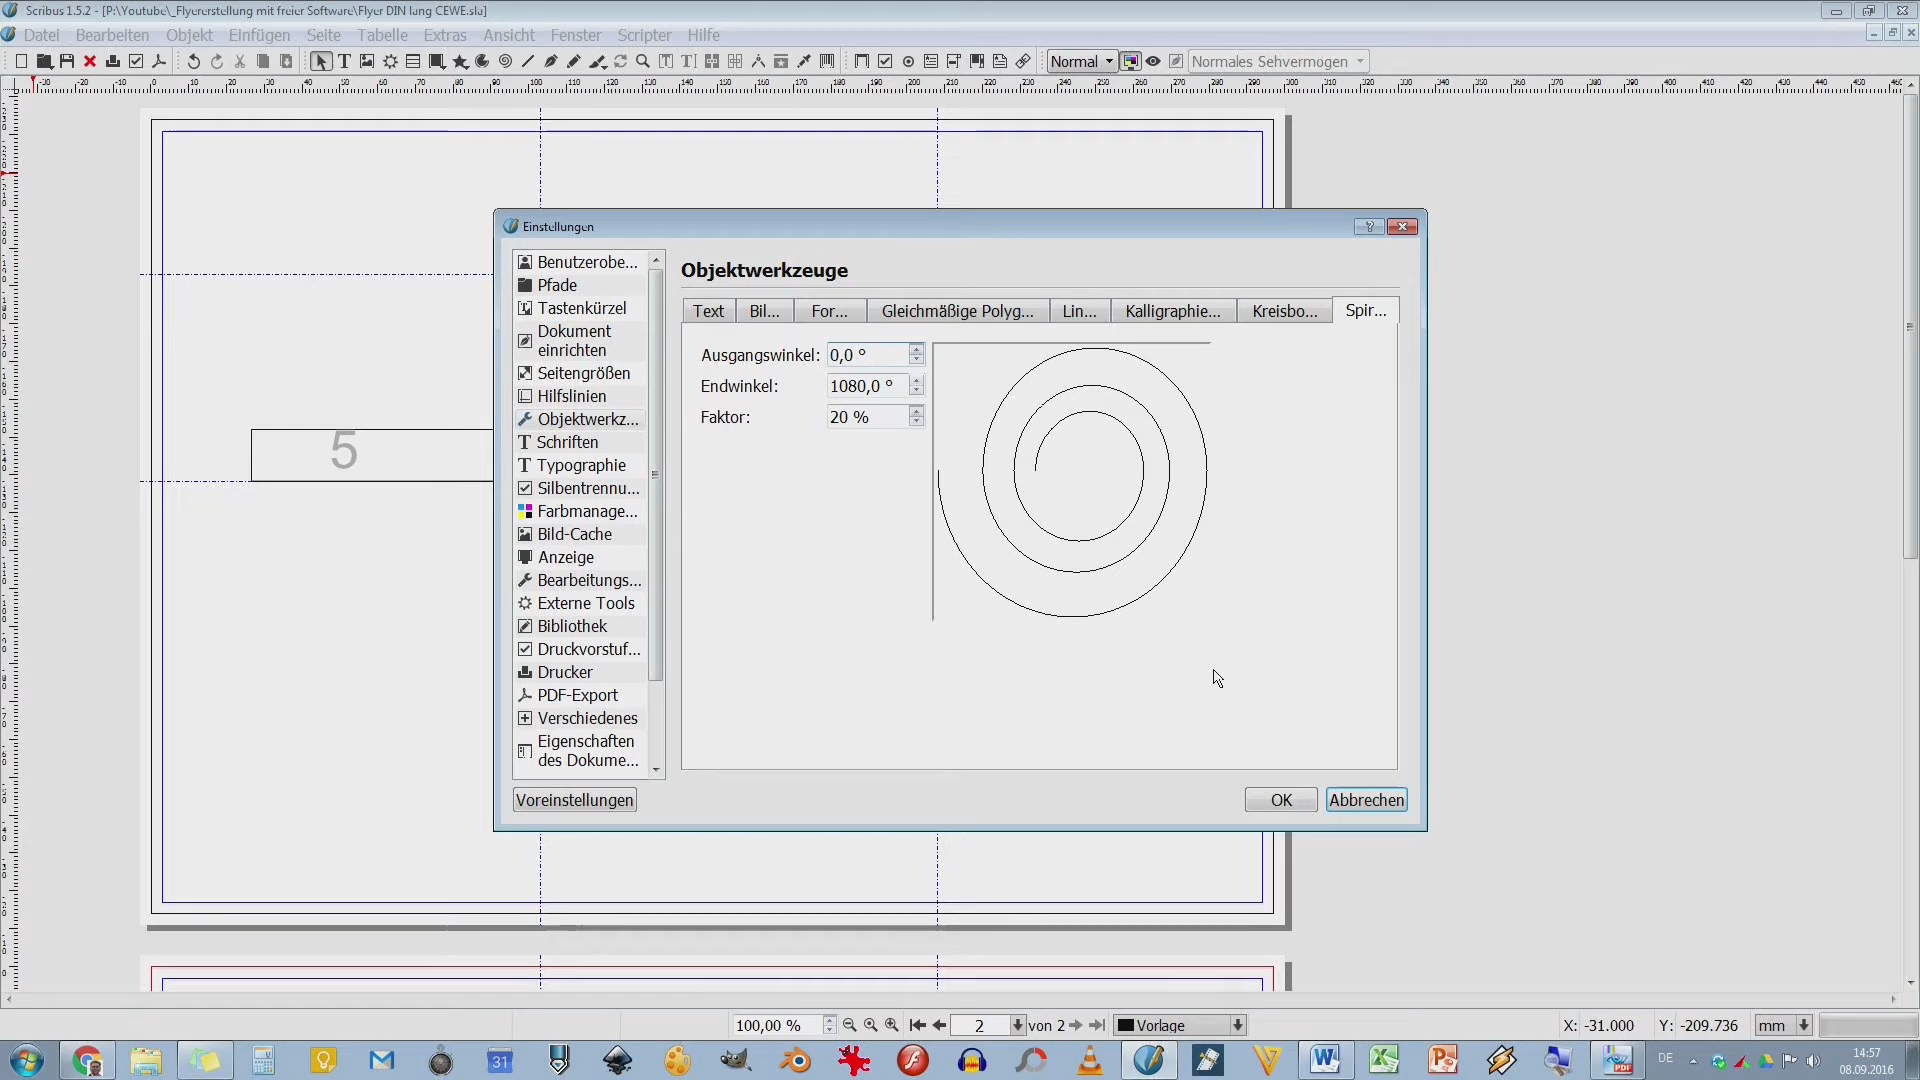 Scribus 1.5.2 - [P:\Youtube\_Flyererstellung mit freier Software\Flyer DIN lang CEWE.sla]
Datei Bearbeiten Objekt Einfügen Seite Tabelle Extras Ansicht Fenster Scripter Hilfe
Normal Normales Sehvermögen
Einstellungen
Benutzerobe...
Pfade
Tastenkürzel
Dokument
einrichten
Seitengrößen
Hilfslinien
Objektwerkz...
Schriften
Typographie
Silbentrennu...
Farbmanage...
Bild-Cache
Anzeige
Bearbeitungs...
Externe Tools
Bibliothek
Druckvorstuf...
Drucker
PDF-Export
Verschiedenes
Eigenschaften
des Dokume...
Objektwerkzeuge
Text Bil... For... Gleichmäßige Polyg... Lin... Kalligraphie... Kreisbo... Spir...
Ausgangswinkel: 0,0 °
Endwinkel: 1080,0 °
Faktor: 20 %
5
Voreinstellungen OK Abbrechen
100,00 % 2 von 2 Vorlage X: -31.000 Y: -209.736 mm
31
DE 14:57
08.09.2016